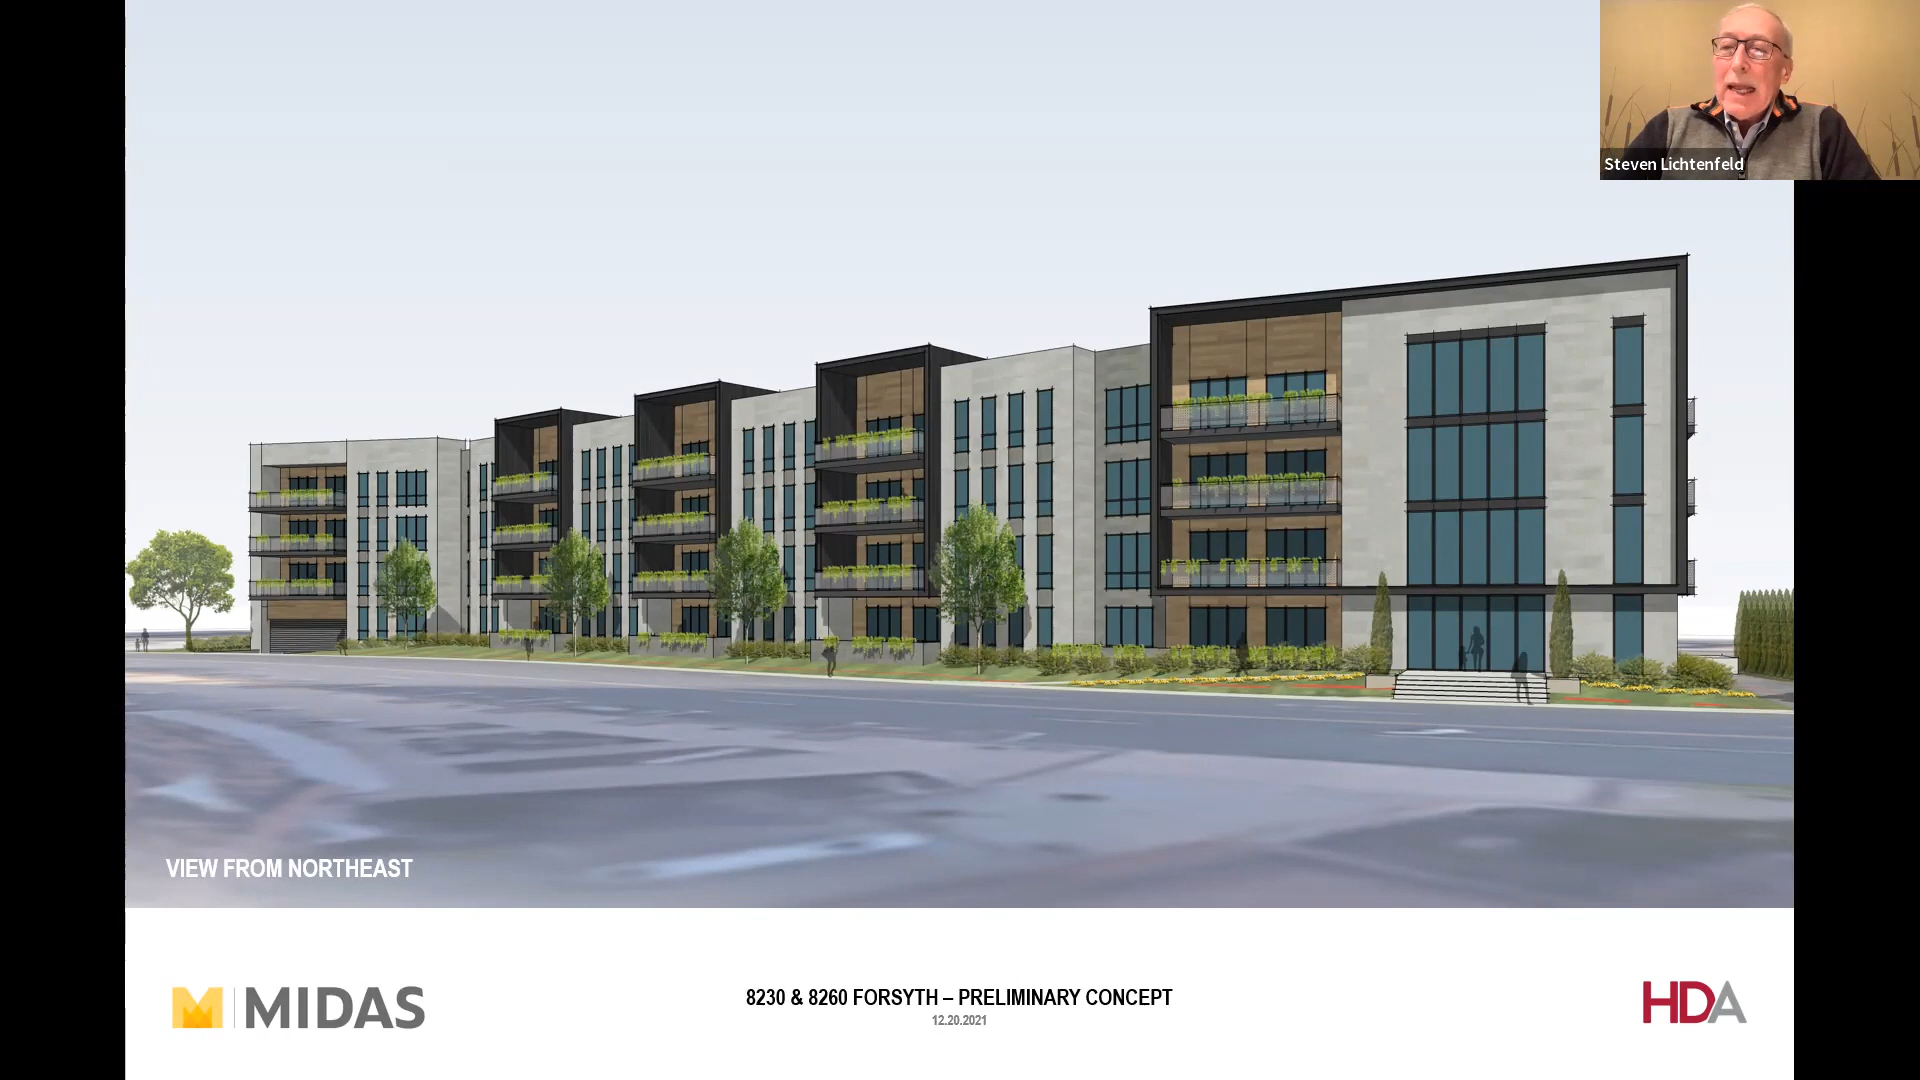 Steven Lichtenfeld
VIEW FROM NORTHEAST
MIDAS
8230 & 8260 FORSYTH – PRELIMINARY CONCEPT
12.20.2021
HDA